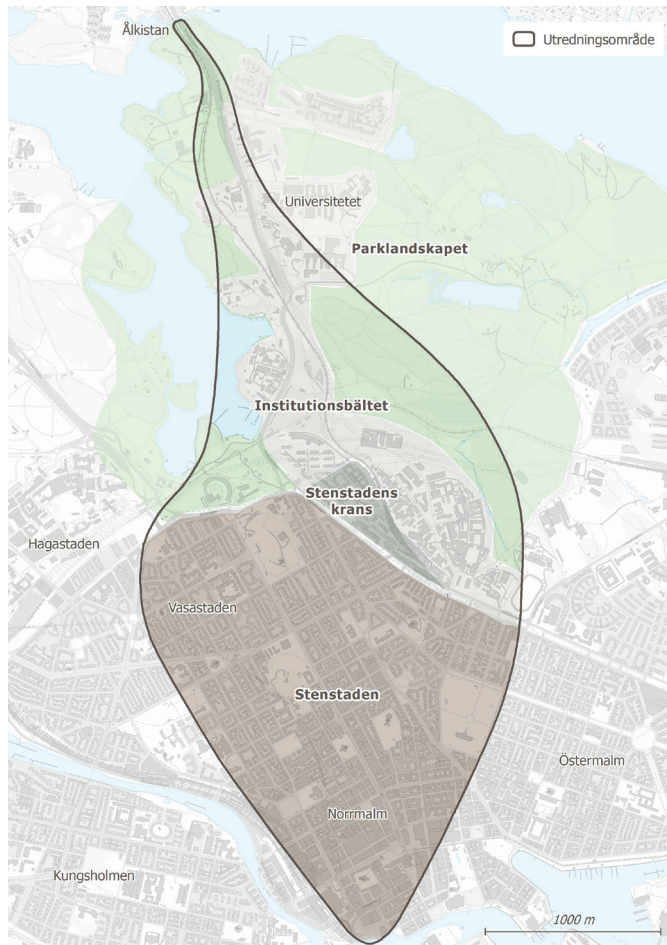 Ålkistan
Utredningsområde
Universitetet
Parklandskapet
Institutionsbältet
Stenstadens
krans
Hagastaden
Vasastaden
Stenstaden
Östermalm
Norrmalm
Kungsholmen
1000 m